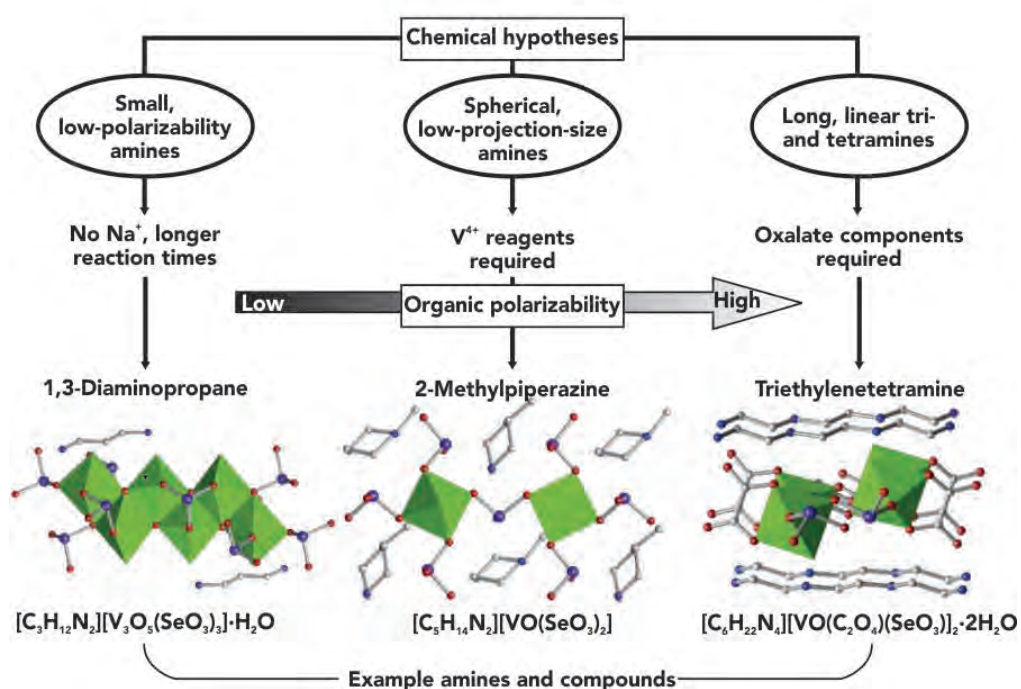 Chemical hypotheses
Small,
low-polarizability
amines
Spherical,
low-projection-size
amines
Long, linear tri-
and tetramines
No Na⁺, longer
reaction times
V⁴⁺ reagents
required
Oxalate components
required
Low
Organic polarizability
High
1,3-Diaminopropane
2-Methylpiperazine
Triethylenetetramine
[C₃H₁₂N₂][V₃O₅(SeO₃)₃]·H₂O
[C₅H₁₄N₂][VO(SeO₃)₂]
[C₆H₂₂N₄][VO(C₂O₄)(SeO₃)]₂·2H₂O
Example amines and compounds